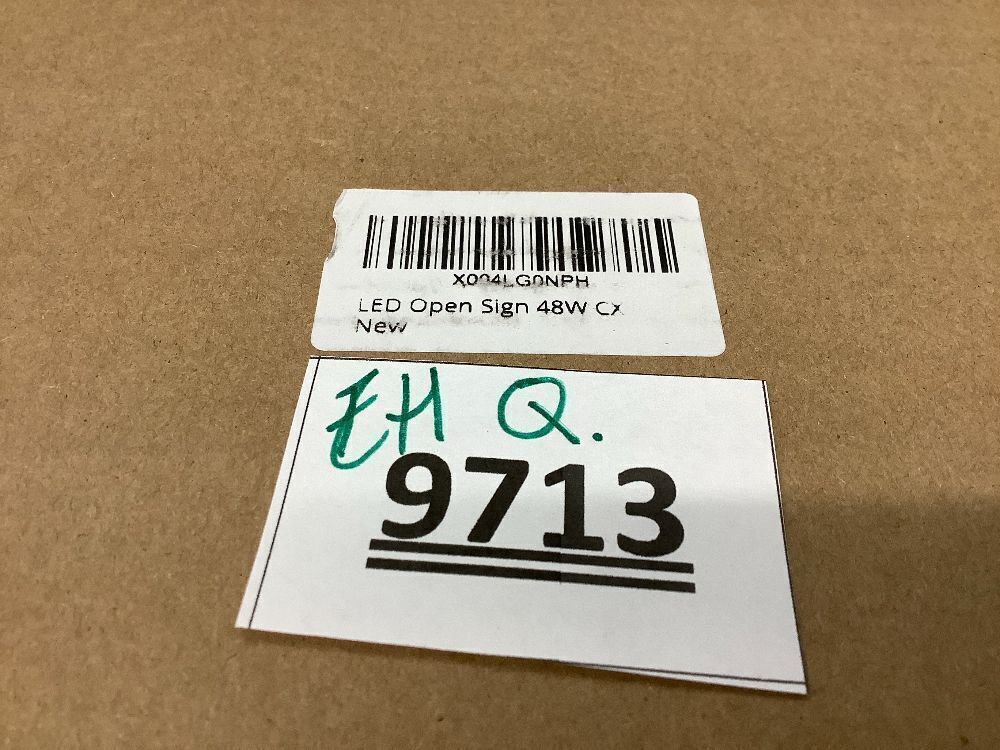 X004LG0NPH
LED Open Sign 48W Cx
New
EH Q.
9713